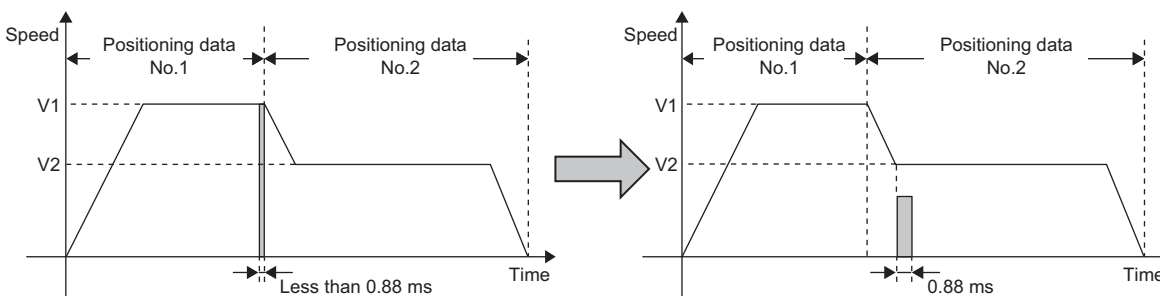 Speed
Positioning data
No.1
Positioning data
No.2
V1
V2
Less than 0.88 ms
Time
Speed
Positioning data
No.1
Positioning data
No.2
V1
V2
0.88 ms
Time